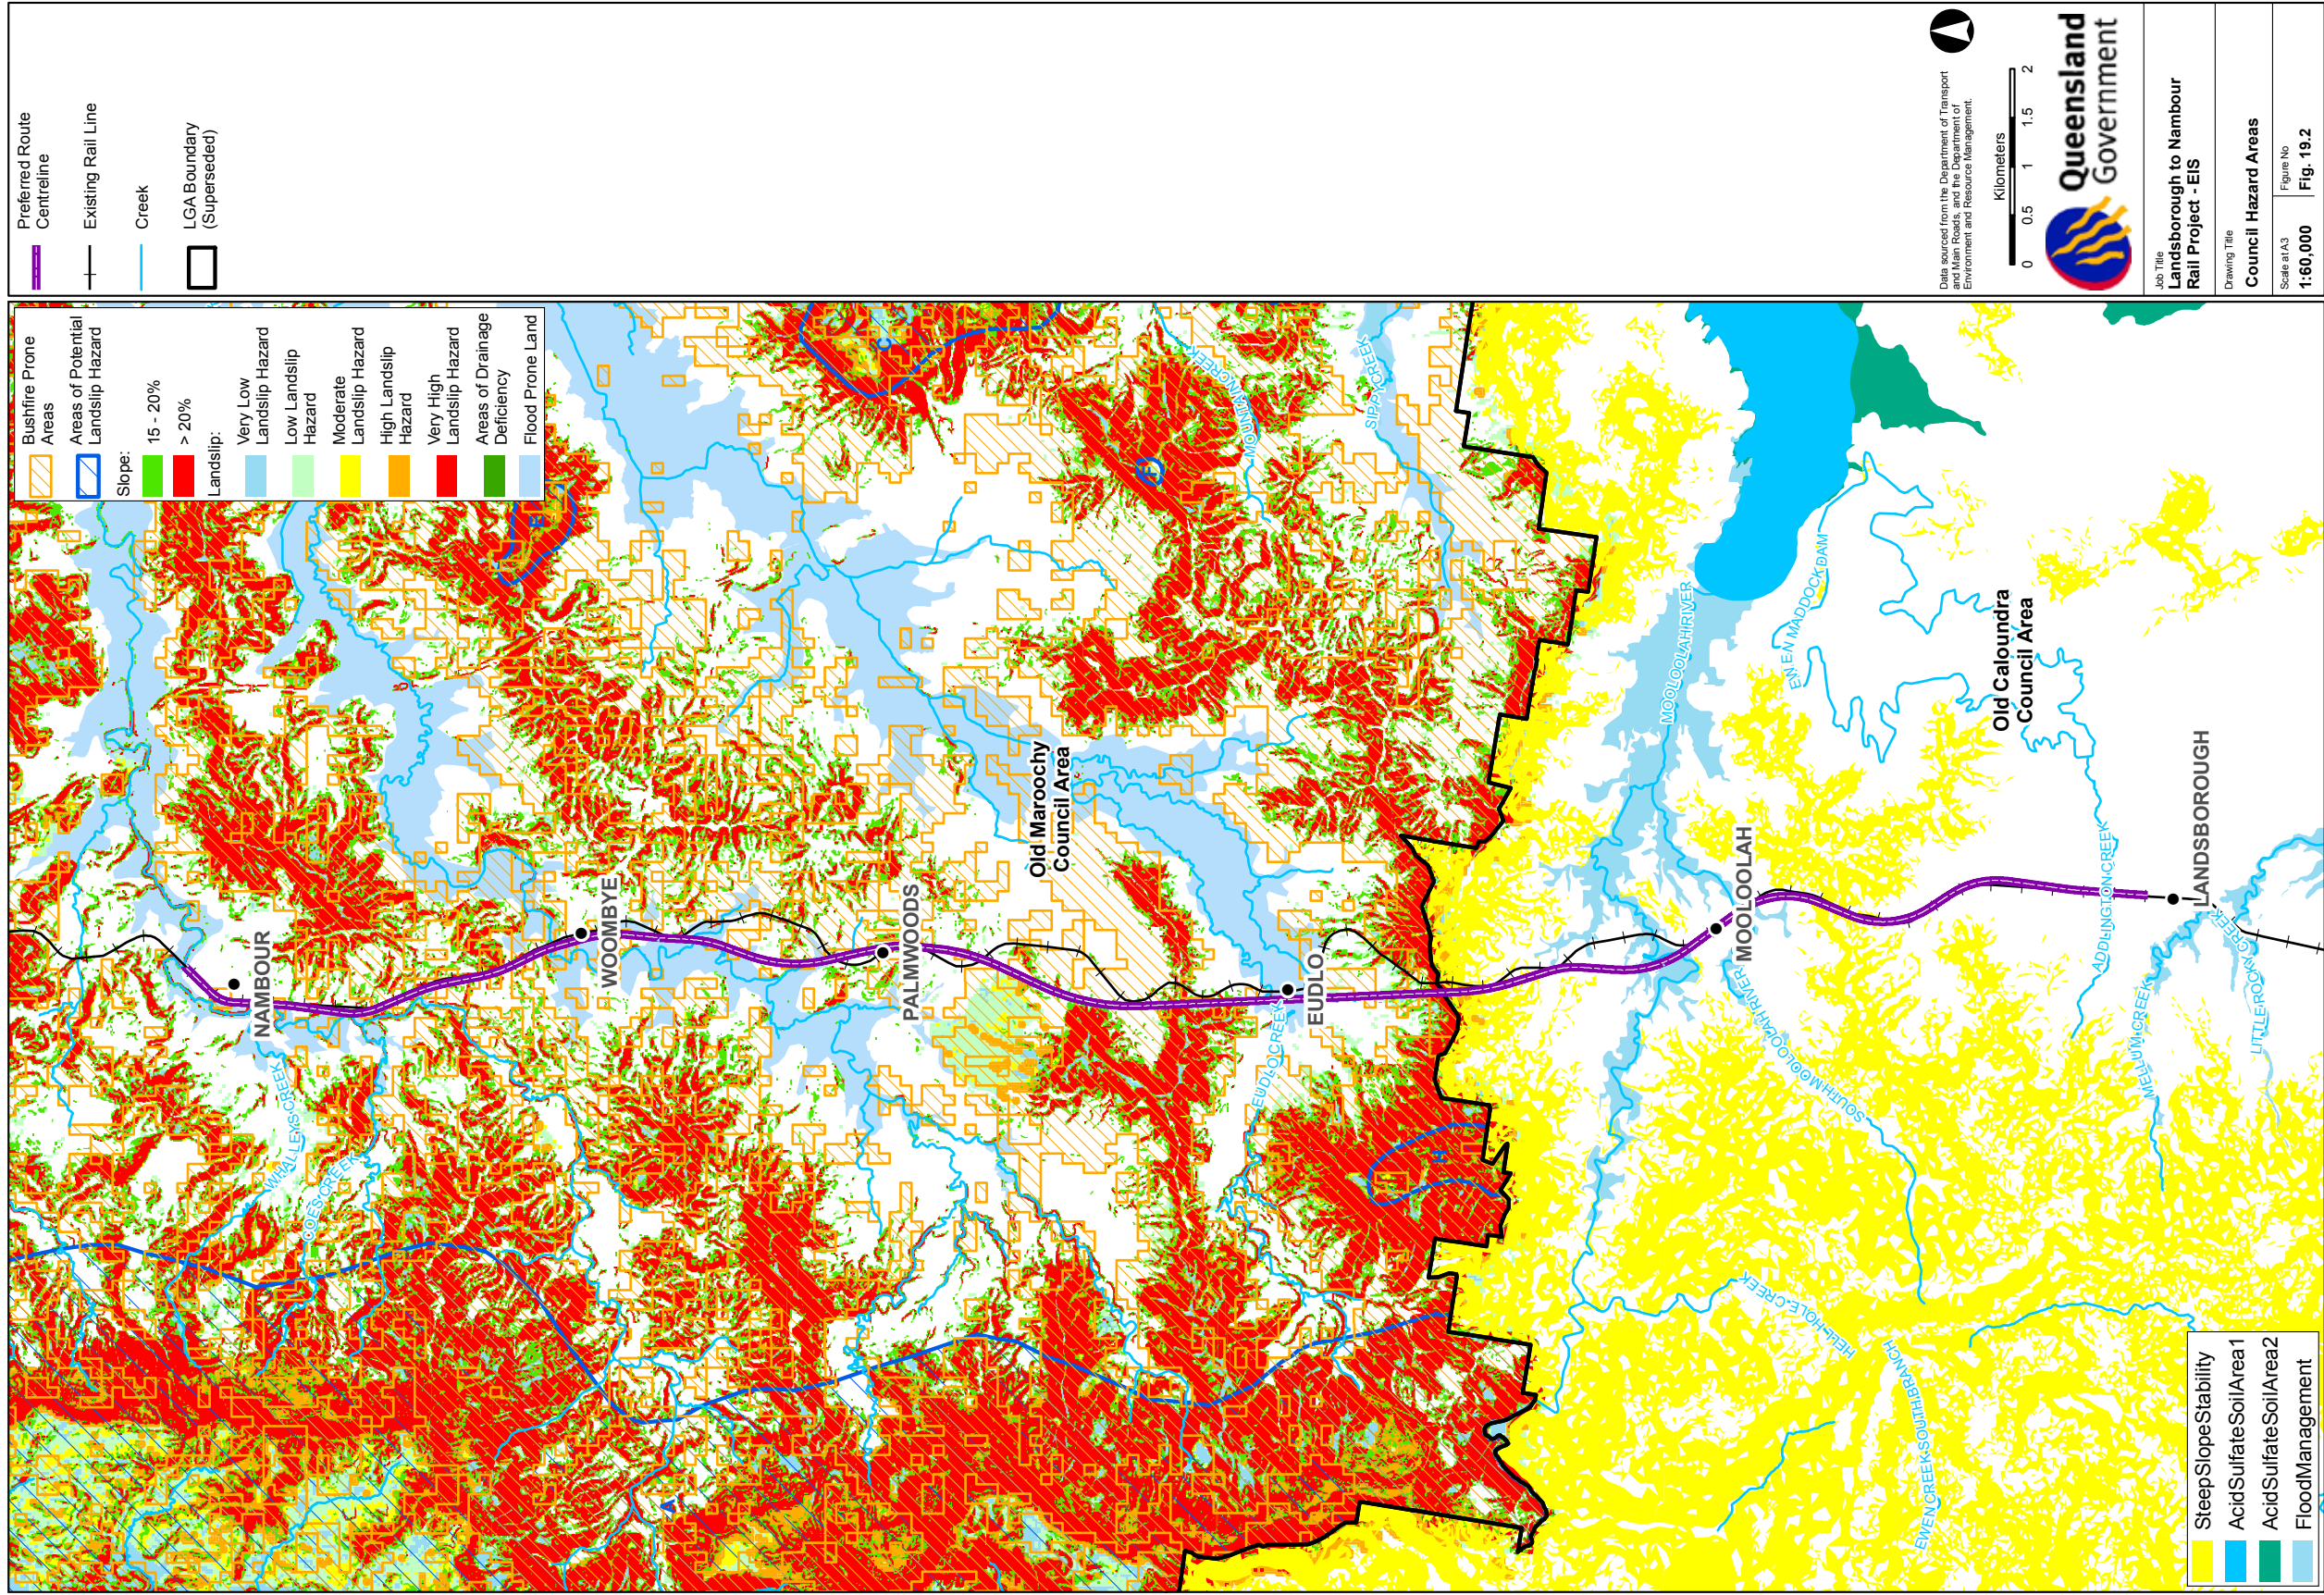 Preferred Route
Centreline
Existing Rail Line
Creek
LGA Boundary
(Superseded)
Data sourced from the Department of Transport
and Main Roads, and the Department of
Environment and Resource Management.
Kilometers
0 0.5 1 1.5 2
Queensland
Government
Job Title
Landsborough to Nambour
Rail Project - EIS
Drawing Title
Council Hazard Areas
Scale at A3
1:60,000
Figure No
Fig. 19.2
Bushfire Prone
Areas
Areas of Potential
Landslip Hazard
Slope:
15 - 20%
> 20%
Landslip:
Very Low
Landslip Hazard
Low Landslip
Hazard
Moderate
Landslip Hazard
High Landslip
Hazard
Very High
Landslip Hazard
Areas of Drainage
Deficiency
Flood Prone Land
C
E
F
MOUNTAIN CREEK
SIPPY CREEK
MOOLOOLAH RIVER
EWEN MADDOCK DAM
Old Caloundra
Council Area
Old Maroochy
Council Area
NAMBOUR
WOOMBYE
PALMWOODS
EUDLO
MOOLOOLAH
LANDSBOROUGH
ADDLINGTON CREEK
WHALLEYS CREEK
COES CREEK
EUDLO CREEK
SOUTH MOOLOOLAH RIVER
MELLUM CREEK
LITTLE ROCKY CREEK
H
A
HELL HOLE CREEK
EWEN CREEK SOUTH BRANCH
SteepSlopeStability
AcidSulfateSoilArea1
AcidSulfateSoilArea2
FloodManagement